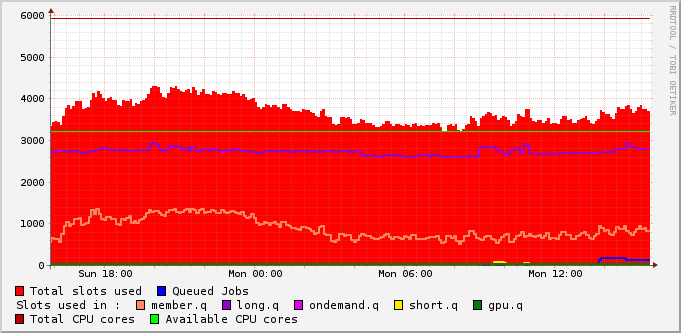 6000
5000
4000
3000
2000
1000
0
Sun 18:00 Mon 00:00 Mon 06:00 Mon 12:00
Total slots used Queued Jobs
Slots used in : member.q long.q ondemand.q short.q gpu.q
Total CPU cores Available CPU cores
RRDTOOL / TOBI OETIKER